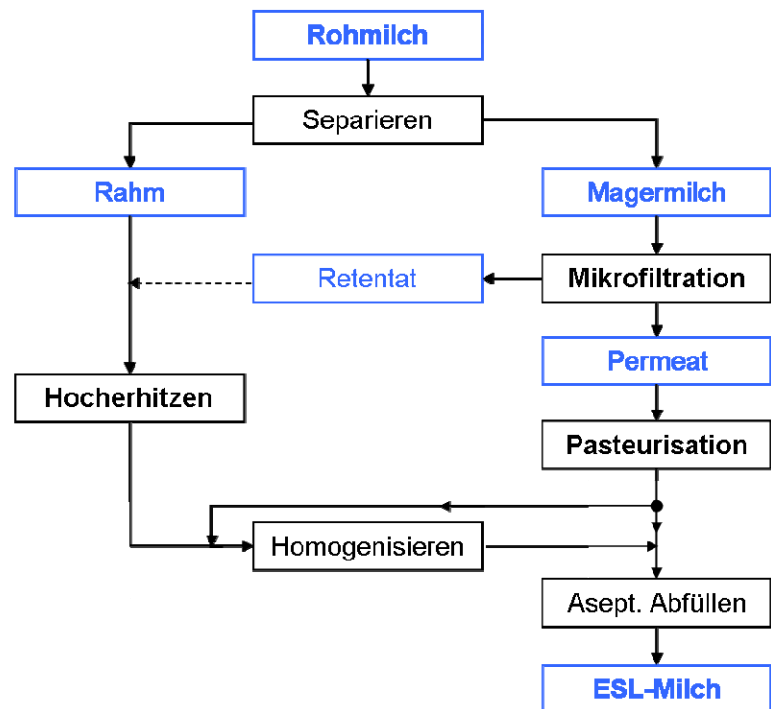 Rohmilch
Separieren
Rahm
Magermilch
Retentat
Mikrofiltration
Permeat
Hocherhitzen
Pasteurisation
Homogenisieren
Asept. Abfüllen
ESL-Milch